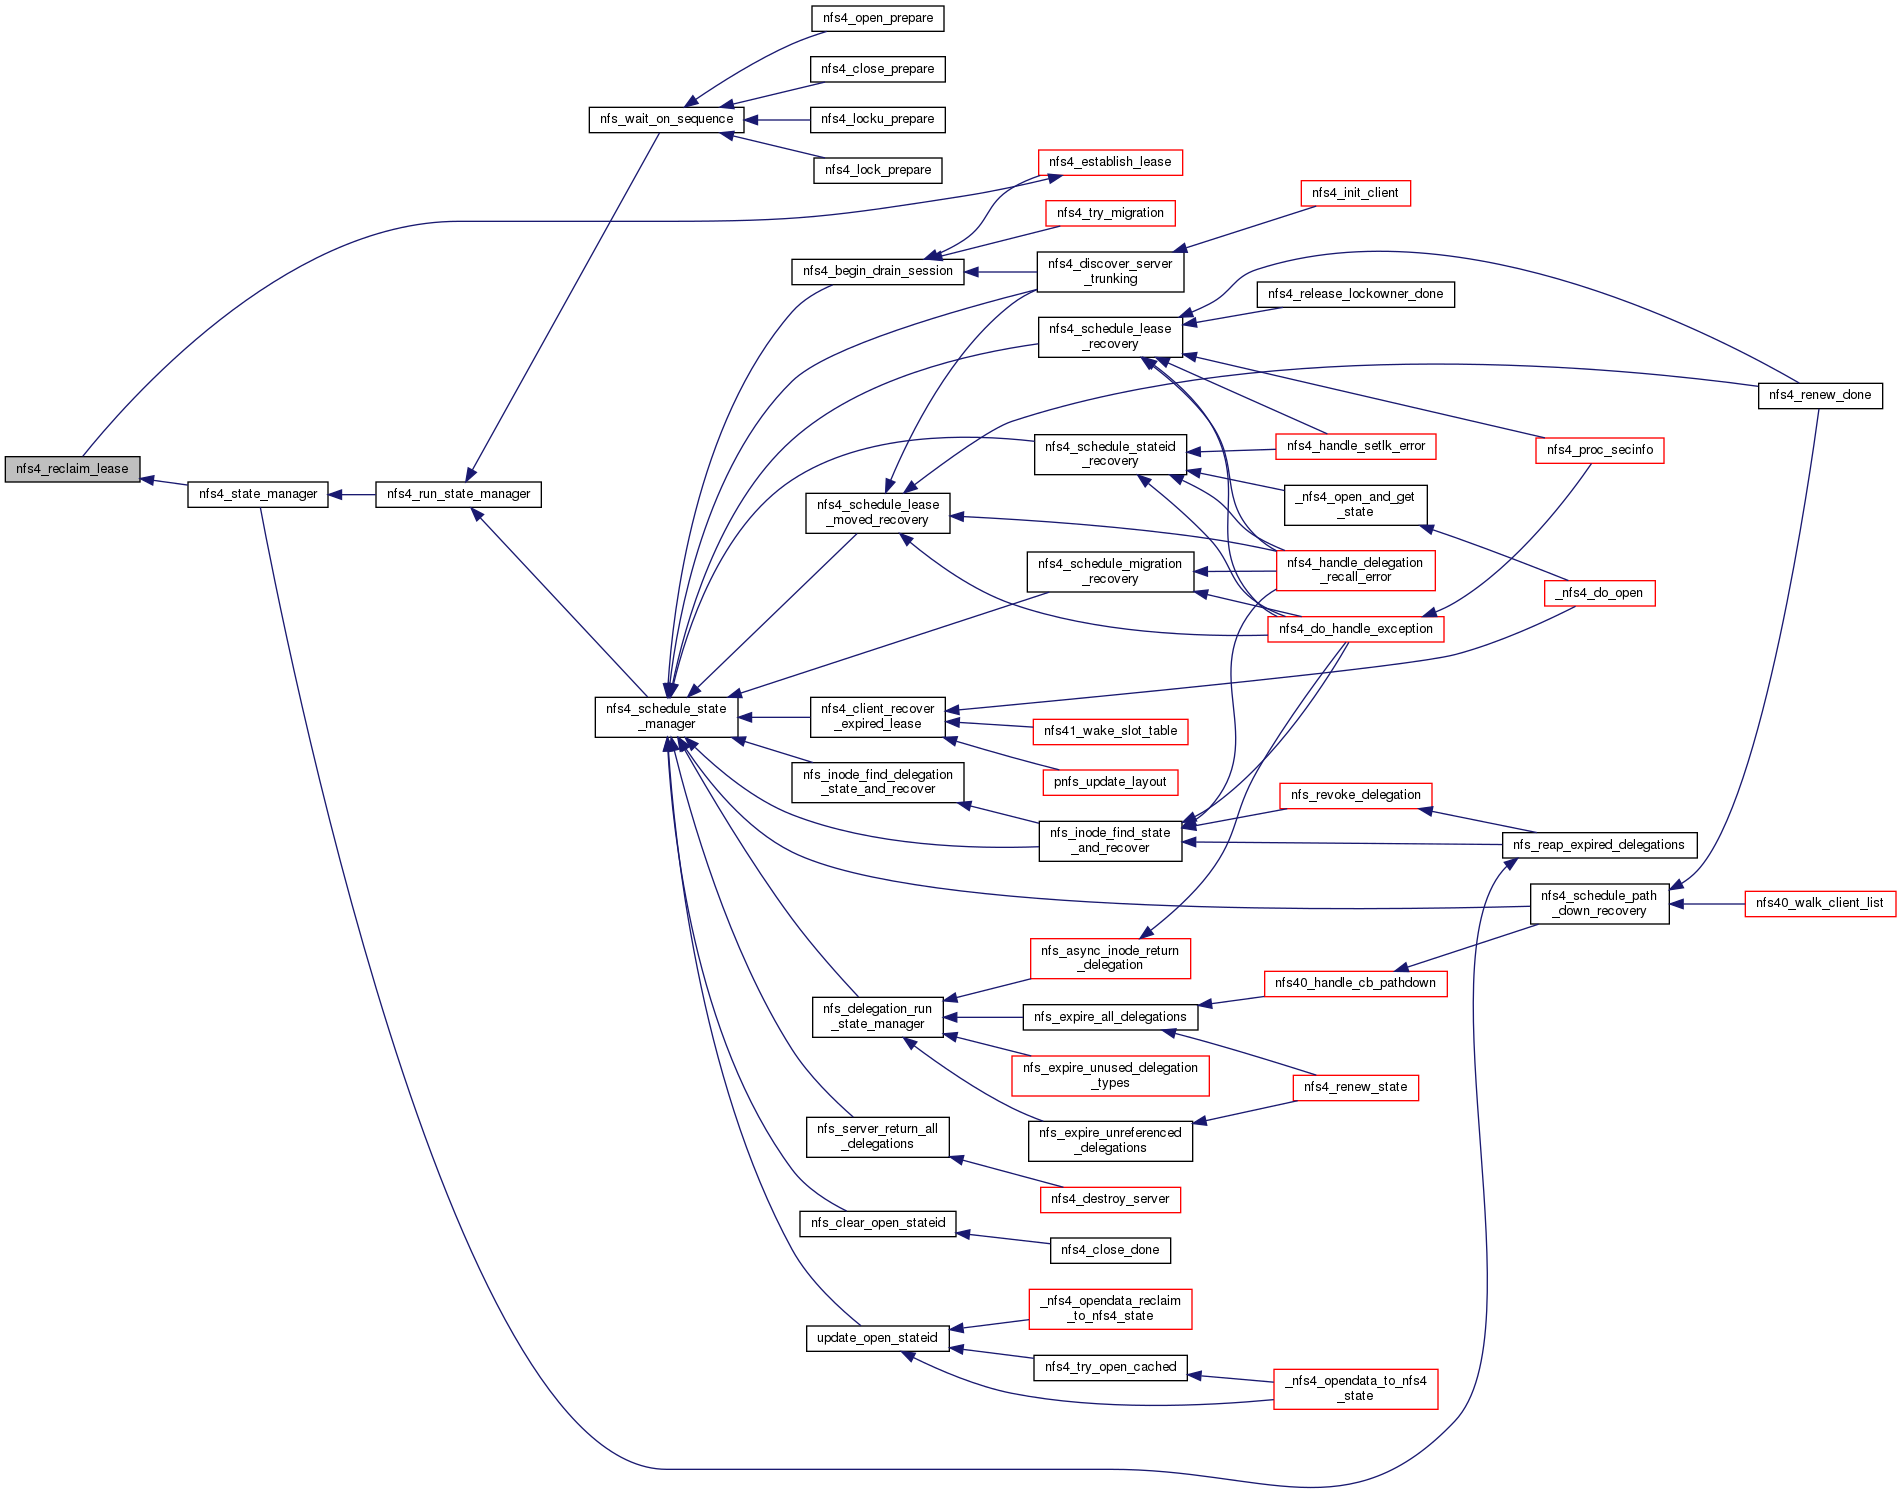 nfs4_open_prepare
nfs4_close_prepare
nfs_wait_on_sequence
nfs4_locku_prepare
nfs4_lock_prepare
nfs4_establish_lease
nfs4_init_client
nfs4_try_migration
nfs4_begin_drain_session
nfs4_discover_server
_trunking
nfs4_release_lockowner_done
nfs4_schedule_lease
_recovery
nfs4_renew_done
nfs4_reclaim_lease
nfs4_state_manager
nfs4_run_state_manager
nfs4_schedule_lease
_moved_recovery
nfs4_schedule_stateid
_recovery
nfs4_handle_setlk_error
nfs4_proc_secinfo
_nfs4_open_and_get
_state
nfs4_schedule_migration
_recovery
nfs4_handle_delegation
_recall_error
_nfs4_do_open
nfs4_do_handle_exception
nfs4_schedule_state
_manager
nfs4_client_recover
_expired_lease
nfs41_wake_slot_table
nfs_inode_find_delegation
_state_and_recover
pnfs_update_layout
nfs_revoke_delegation
nfs_inode_find_state
_and_recover
nfs_reap_expired_delegations
nfs4_schedule_path
_down_recovery
nfs40_walk_client_list
nfs_async_inode_return
_delegation
nfs40_handle_cb_pathdown
nfs_delegation_run
_state_manager
nfs_expire_all_delegations
nfs_expire_unused_delegation
_types
nfs4_renew_state
nfs_server_return_all
_delegations
nfs_expire_unreferenced
_delegations
nfs4_destroy_server
nfs_clear_open_stateid
nfs4_close_done
_nfs4_opendata_reclaim
_to_nfs4_state
update_open_stateid
nfs4_try_open_cached
_nfs4_opendata_to_nfs4
_state